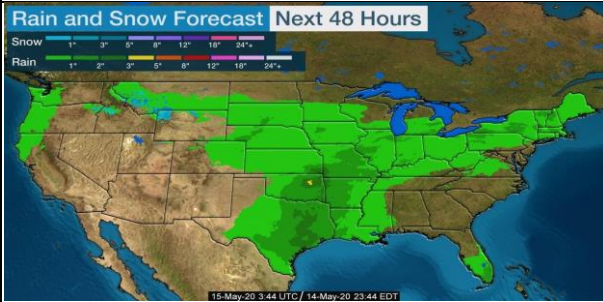 Rain and Snow Forecast Next 48 Hours
Snow 1" 3" 5" 8" 12" 18" 24"+
Rain 1" 2" 3" 5" 8" 12" 18" 24"+
15-May-20 3:44 UTC / 14-May-20 23:44 EDT